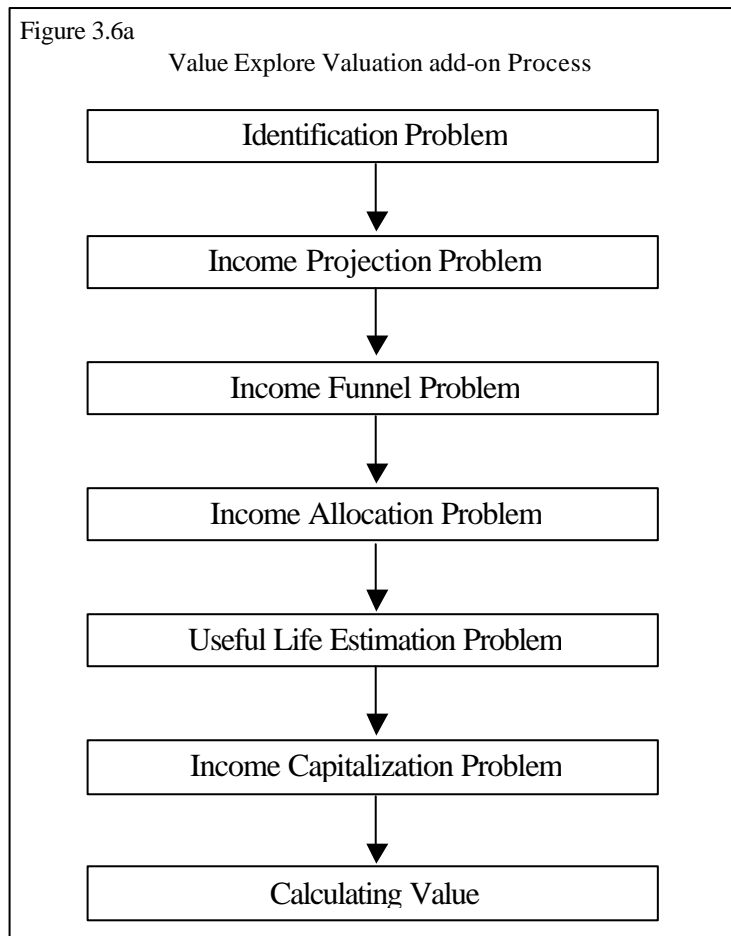 Figure 3.6a
Value Explore Valuation add-on Process
Identification Problem
Income Projection Problem
Income Funnel Problem
Income Allocation Problem
Useful Life Estimation Problem
Income Capitalization Problem
Calculating Value